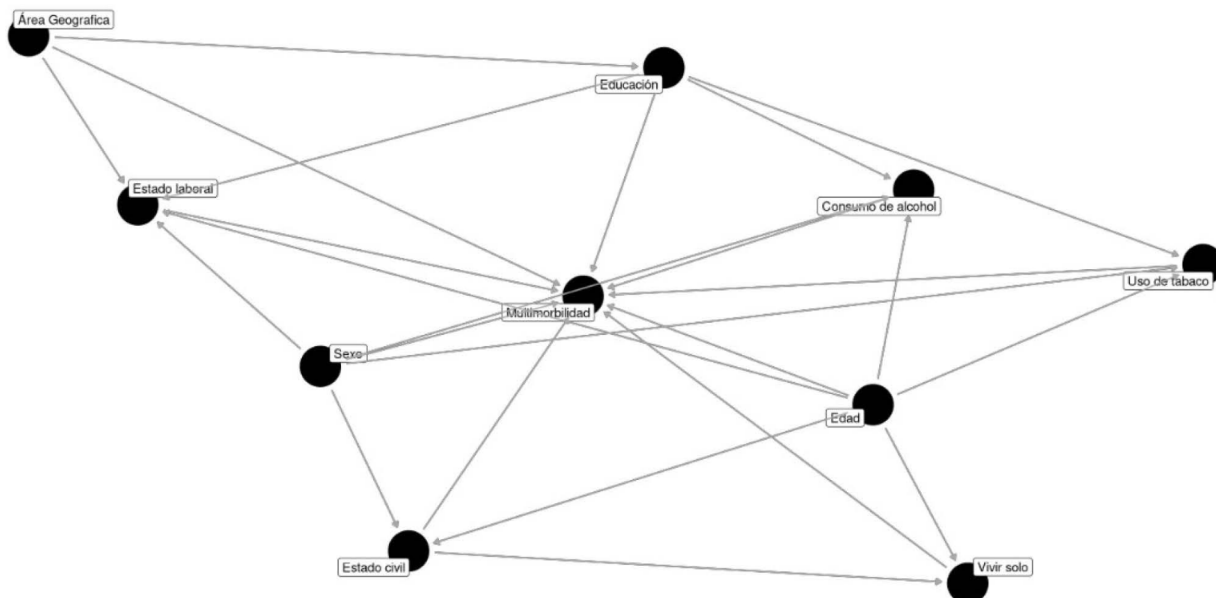 Área Geografica
Educación
Estado laboral
Consumo de alcohol
Uso de tabaco
Multimorbilidad
Sexo
Edad
Estado civil
Vivir solo